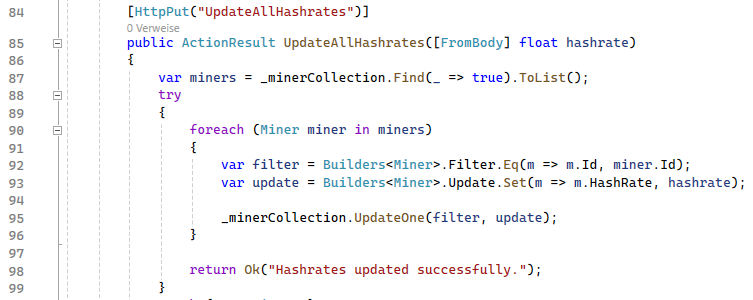 84 [HttpPut("UpdateAllHashrates")]
0 Verweise
85 public ActionResult UpdateAllHashrates([FromBody] float hashrate)
86 {
87 var miners = _minerCollection.Find(_ => true).ToList();
88 try
89 {
90 foreach (Miner miner in miners)
91 {
92 var filter = Builders<Miner>.Filter.Eq(m => m.Id, miner.Id);
93 var update = Builders<Miner>.Update.Set(m => m.HashRate, hashrate);
94
95 _minerCollection.UpdateOne(filter, update);
96 }
97
98 return Ok("Hashrates updated successfully.");
99 }